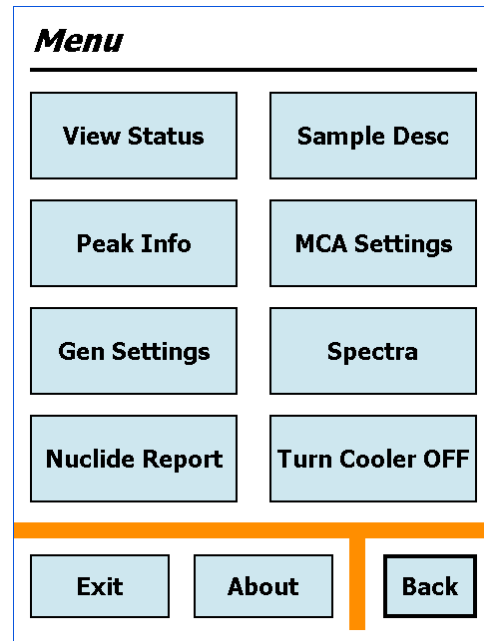 Menu
View Status
Sample Desc
Peak Info
MCA Settings
Gen Settings
Spectra
Nuclide Report
Turn Cooler OFF
Exit
About
Back